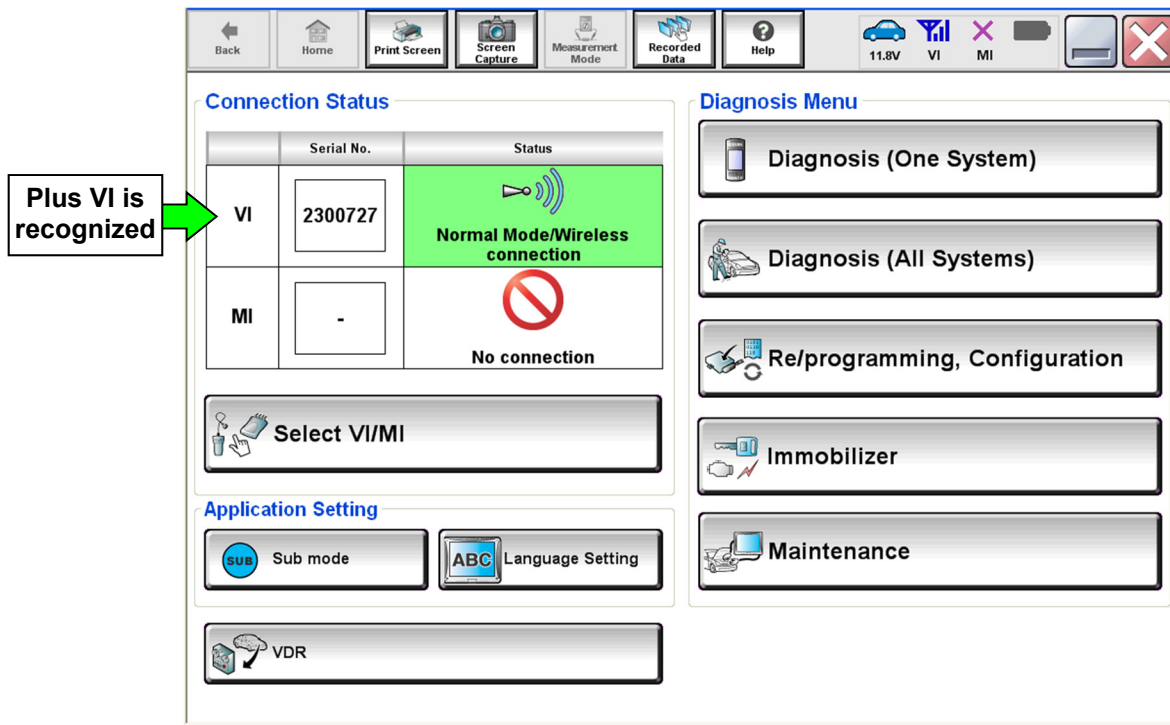 Back
Home
Print Screen
Screen
Capture
Measurement
Mode
Recorded
Data
?
Help
11.8V
VI
MI
Connection Status
Serial No.
Status
Plus VI is
recognized
VI
2300727
Normal Mode/Wireless
connection
MI
-
No connection
Select VI/MI
Application Setting
SUB
Sub mode
ABC
Language Setting
VDR
Diagnosis Menu
Diagnosis (One System)
Diagnosis (All Systems)
Re/programming, Configuration
Immobilizer
Maintenance